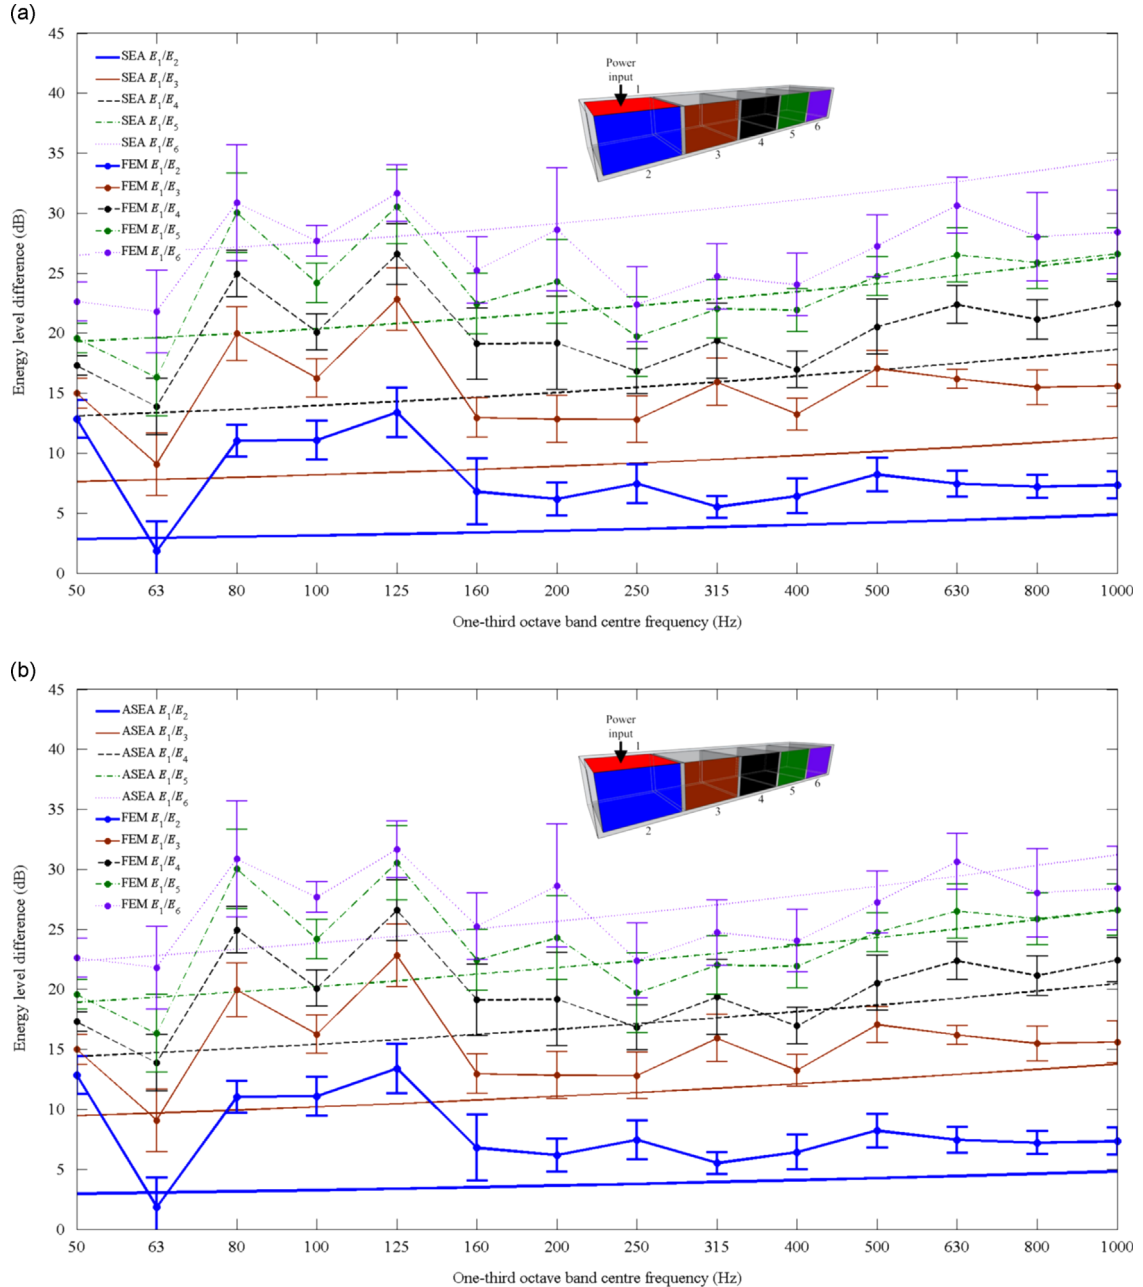 (a)
45
40
35
30
25
20
15
10
5
0
Energy level difference (dB)
SEA E1/E2
SEA E1/E3
SEA E1/E4
SEA E1/E5
SEA E1/E6
FEM E1/E2
FEM E1/E3
FEM E1/E4
FEM E1/E5
FEM E1/E6
Power
input
1
2
3
4
5
6
50 63 80 100 125 160 200 250 315 400 500 630 800 1000
One-third octave band centre frequency (Hz)
(b)
45
40
35
30
25
20
15
10
5
0
Energy level difference (dB)
ASEA E1/E2
ASEA E1/E3
ASEA E1/E4
ASEA E1/E5
ASEA E1/E6
FEM E1/E2
FEM E1/E3
FEM E1/E4
FEM E1/E5
FEM E1/E6
Power
input
1
2
3
4
5
6
50 63 80 100 125 160 200 250 315 400 500 630 800 1000
One-third octave band centre frequency (Hz)